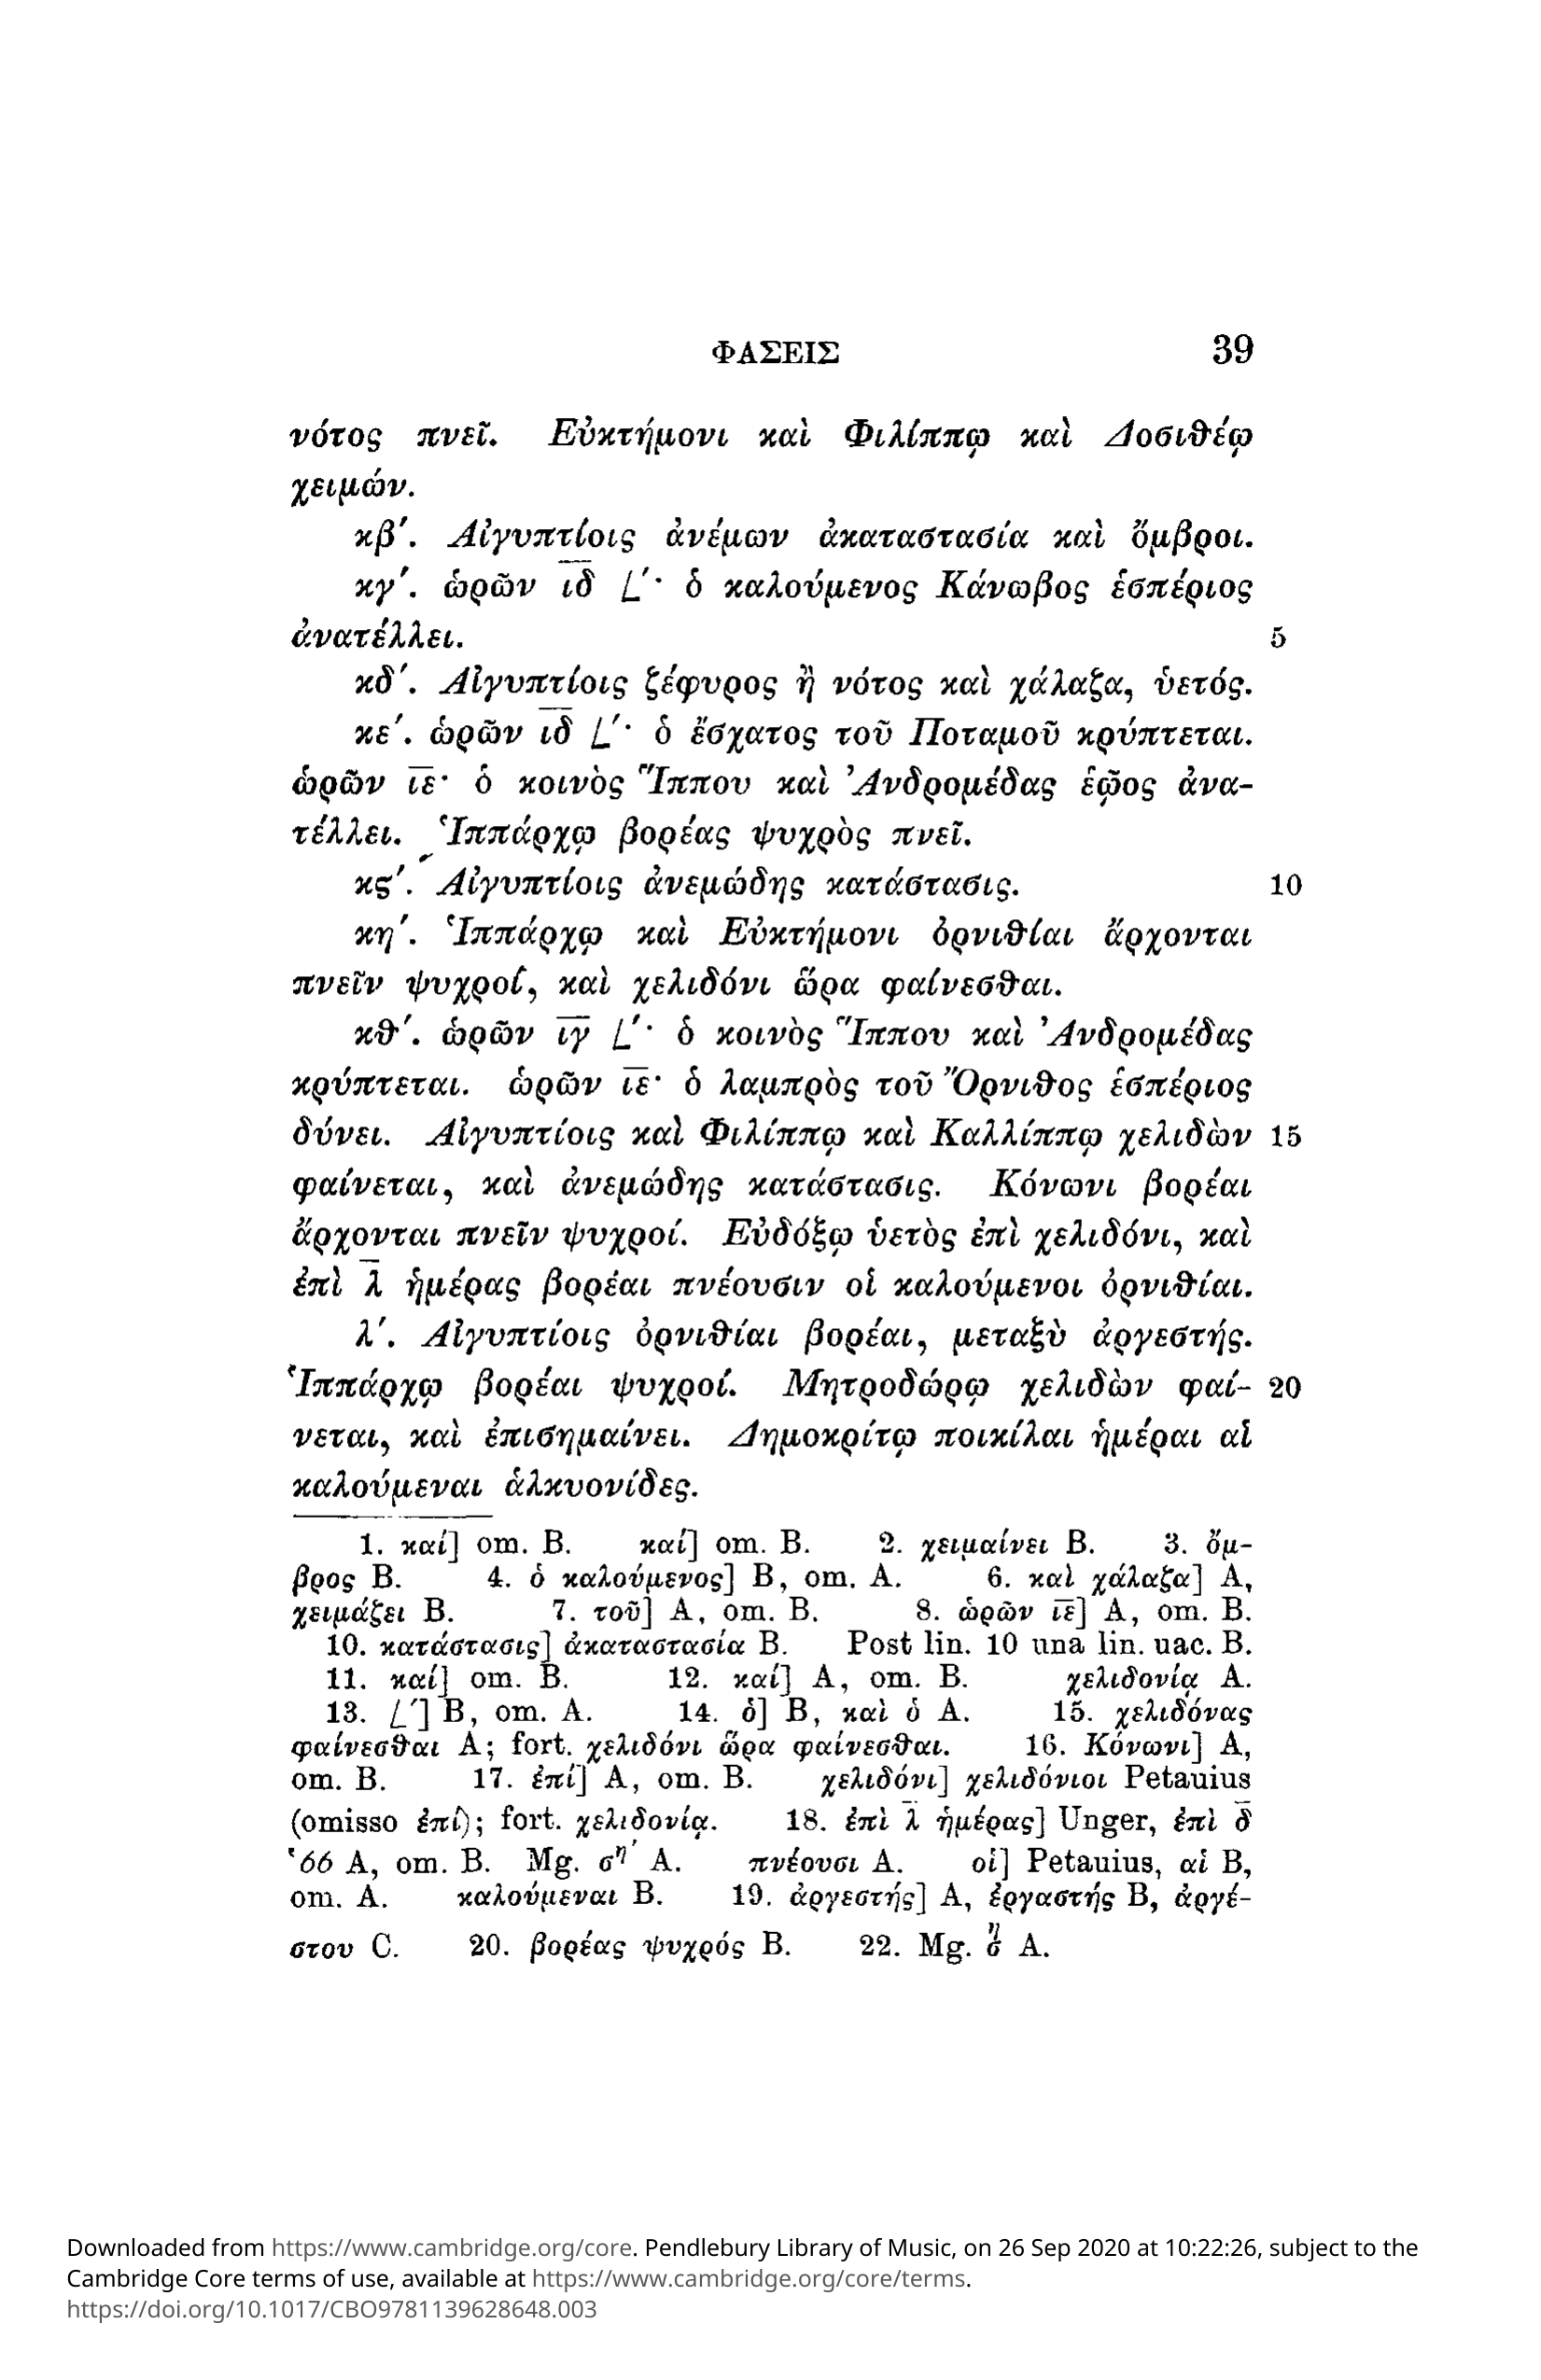 ΦΑΣΕΙΣ 39
νότος πνεῖ. Εὐκτήμονι καὶ Φιλίππῳ καὶ Δοσιθέῳ
χειμών.
κβ′. Αἰγυπτίοις ἀνέμων ἀκαταστασία καὶ ὄμβροι.
κγ′. ὡρῶν ι̅δ̅ 𐅵′· ὁ καλούμενος Κάνωβος ἑσπέριος
ἀνατέλλει. 5
κδ′. Αἰγυπτίοις ζέφυρος ἢ νότος καὶ χάλαζα, ὑετός.
κε′. ὡρῶν ι̅δ̅ 𐅵′· ὁ ἔσχατος τοῦ Ποταμοῦ κρύπτεται.
ὡρῶν ι̅ε̅· ὁ κοινὸς Ἵππου καὶ Ἀνδρομέδας ἑῷος ἀνα-
τέλλει. Ἱππάρχῳ βορέας ψυχρὸς πνεῖ.
κϛ′. Αἰγυπτίοις ἀνεμώδης κατάστασις. 10
κη′. Ἱππάρχῳ καὶ Εὐκτήμονι ὀρνιθίαι ἄρχονται
πνεῖν ψυχροί, καὶ χελιδόνι ὥρα φαίνεσθαι.
κθ′. ὡρῶν ι̅γ̅ 𐅵′· ὁ κοινὸς Ἵππου καὶ Ἀνδρομέδας
κρύπτεται. ὡρῶν ι̅ε̅· ὁ λαμπρὸς τοῦ Ὄρνιθος ἑσπέριος
δύνει. Αἰγυπτίοις καὶ Φιλίππῳ καὶ Καλλίππῳ χελιδὼν 15
φαίνεται, καὶ ἀνεμώδης κατάστασις. Κόνωνι βορέαι
ἄρχονται πνεῖν ψυχροί. Εὐδόξῳ ὑετὸς ἐπὶ χελιδόνι, καὶ
ἐπὶ λ̅ ἡμέρας βορέαι πνέουσιν οἱ καλούμενοι ὀρνιθίαι.
λ′. Αἰγυπτίοις ὀρνιθίαι βορέαι, μεταξὺ ἀργεστής.
Ἱππάρχῳ βορέαι ψυχροί. Μητροδώρῳ χελιδὼν φαί- 20
νεται, καὶ ἐπισημαίνει. Δημοκρίτῳ ποικίλαι ἡμέραι αἱ
καλούμεναι ἁλκυονίδες.
1. καί] om. B. καί] om. B. 2. χειμαίνει B. 3. ὄμ-
βρος B. 4. ὁ καλούμενος] B, om. A. 6. καὶ χάλαζα] A,
χειμάζει B. 7. τοῦ] A, om. B. 8. ὡρῶν ι̅ε̅] A, om. B.
10. κατάστασις] ἀκαταστασία B. Post lin. 10 una lin. uac. B.
11. καί] om. B. 12. καί] A, om. B. χελιδονίᾳ A.
13. 𐅵′] B, om. A. 14. ὁ] B, καὶ ὁ A. 15. χελιδόνας
φαίνεσθαι A; fort. χελιδόνι ὥρα φαίνεσθαι. 16. Κόνωνι] A,
om. B. 17. ἐπί] A, om. B. χελιδόνι] χελιδόνιοι Petauius
(omisso ἐπί); fort. χελιδονίᾳ. 18. ἐπὶ λ̅ ἡμέρας] Unger, ἐπὶ δ̅
ʽσσ A, om. B. Mg. σῆ′ A. πνέουσι A. οἱ] Petauius, αἱ B,
om. A. καλούμεναι B. 19. ἀργεστής] A, ἐργαστής B, ἀργέ-
στου C. 20. βορέας ψυχρός B. 22. Mg. A.
Downloaded from https://www.cambridge.org/core. Pendlebury Library of Music, on 26 Sep 2020 at 10:22:26, subject to the
Cambridge Core terms of use, available at https://www.cambridge.org/core/terms.
https://doi.org/10.1017/CBO9781139628648.003